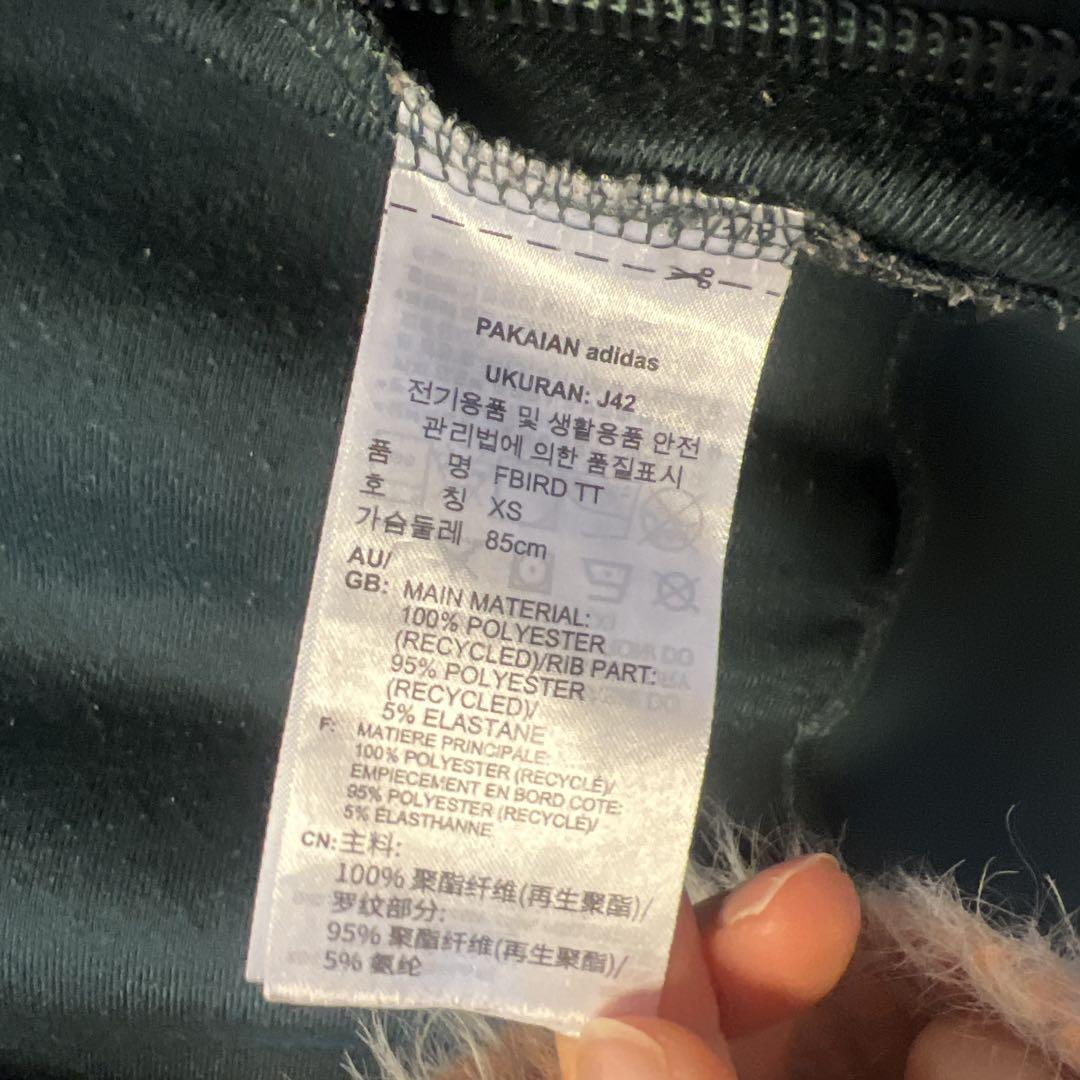 PAKAIAN adidas
UKURAN: J42
전기용품 및 생활용품 안전
관리법에 의한 품질표시
품 명 FBIRD TT
호 칭 XS
가슴둘레 85cm
AU/
GB: MAIN MATERIAL:
100% POLYESTER
(RECYCLED)/RIB PART:
95% POLYESTER
(RECYCLED)/
5% ELASTANE
F: MATIERE PRINCIPALE:
100% POLYESTER (RECYCLÉ)/
EMPIECEMENT EN BORD COTE:
95% POLYESTER (RECYCLÉ)/
5% ELASTHANNE
CN: 主料:
100% 聚酯纤维(再生聚酯)/
罗纹部分:
95% 聚酯纤维(再生聚酯)/
5% 氨纶